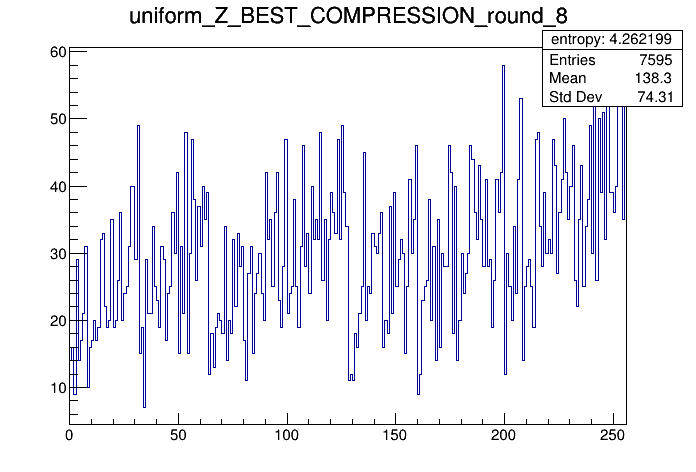 uniform_Z_BEST_COMPRESSION_round_8
entropy: 4.262199
Entries 7595
Mean 138.3
Std Dev 74.31
60
50
40
30
20
10
0 50 100 150 200 250